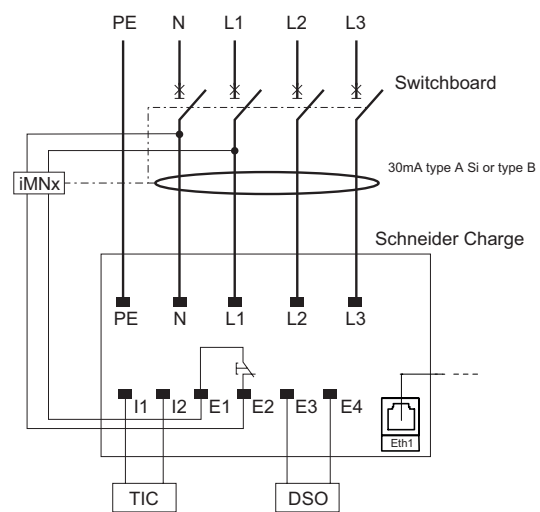 PE N L1 L2 L3
Switchboard
30mA type A Si or type B
iMNx
Schneider Charge
PE N L1 L2 L3
I1 I2 E1 E2 E3 E4
Eth1
TIC DSO